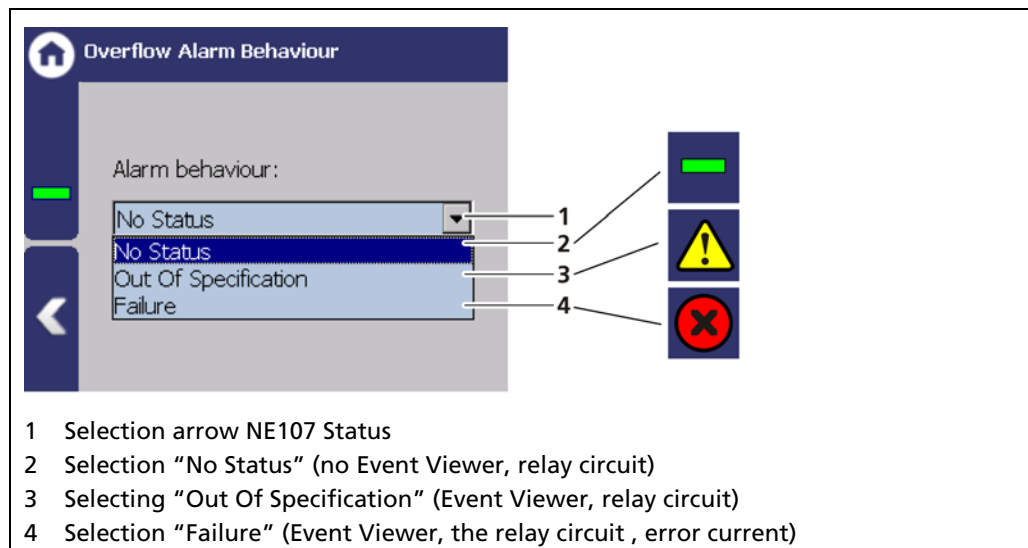 Overflow Alarm Behaviour
Alarm behaviour:
No Status
No Status
Out Of Specification
Failure
1
2
3
4
1 Selection arrow NE107 Status
2 Selection “No Status” (no Event Viewer, relay circuit)
3 Selecting “Out Of Specification” (Event Viewer, relay circuit)
4 Selection “Failure” (Event Viewer, the relay circuit , error current)